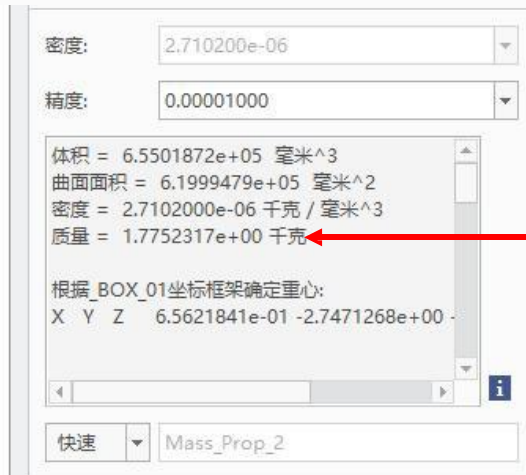 密度: 2.710200e-06
精度: 0.00001000
体积 = 6.5501872e+05 毫米^3
曲面面积 = 6.1999479e+05 毫米^2
密度 = 2.7102000e-06 千克 / 毫米^3
质量 = 1.7752317e+00 千克
根据_BOX_01坐标框架确定重心:
X Y Z 6.5621841e-01 -2.7471268e+00 -
快速 Mass_Prop_2